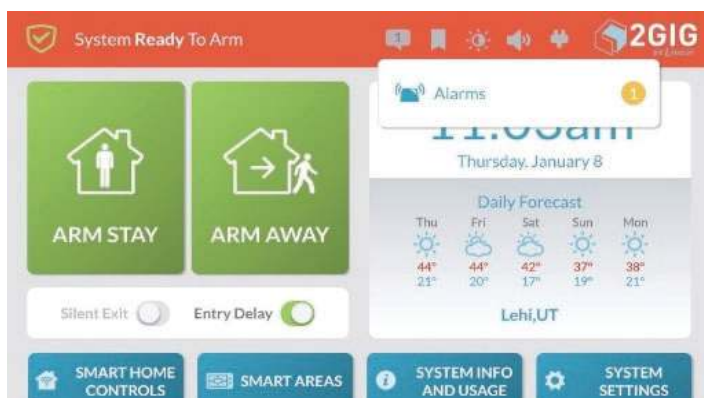 System Ready To Arm
1
2GIG
Alarms
1
Thursday, January 8
Daily Forecast
Thu Fri Sat Sun Mon
44° 44° 42° 37° 38°
21° 20° 17° 19° 21°
Lehi,UT
ARM STAY
ARM AWAY
Silent Exit
Entry Delay
SMART HOME
CONTROLS
SMART AREAS
SYSTEM INFO
AND USAGE
SYSTEM
SETTINGS